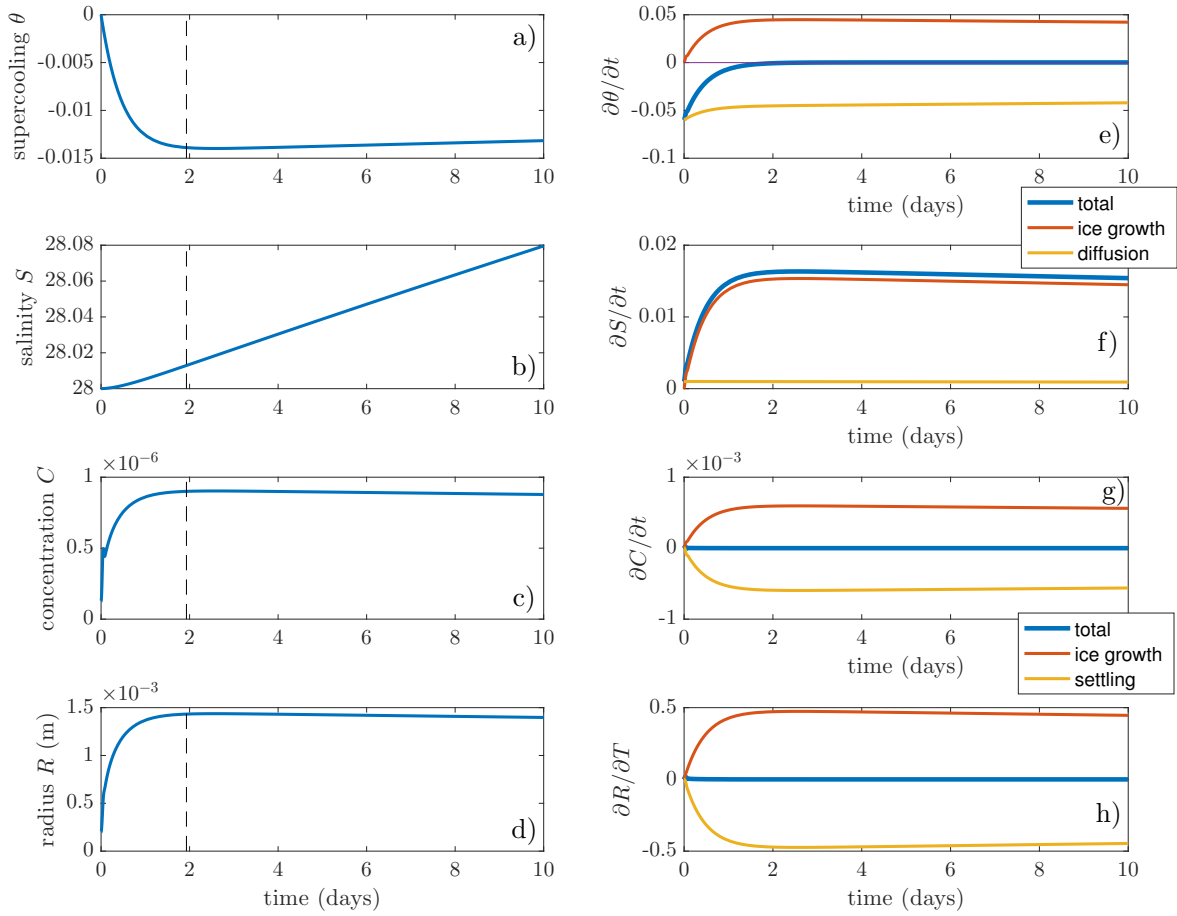 supercooling θ
0
-0.005
-0.01
-0.015
a)
0 2 4 6 8 10
salinity S
28.08
28.06
28.04
28.02
28
b)
0 2 4 6 8 10
×10⁻⁶
concentration C
1
0.5
0
c)
0 2 4 6 8 10
×10⁻³
radius R (m)
1.5
1
0.5
0
d)
0 2 4 6 8 10
time (days)
∂θ/∂t
0.05
0
-0.05
-0.1
e)
0 2 4 6 8 10
time (days)
total
ice growth
diffusion
∂S/∂t
0.02
0.01
0
f)
0 2 4 6 8 10
time (days)
×10⁻³
∂C/∂t
1
0
-1
g)
0 2 4 6 8 10
time (days)
total
ice growth
settling
∂R/∂T
0.5
0
-0.5
h)
0 2 4 6 8 10
time (days)